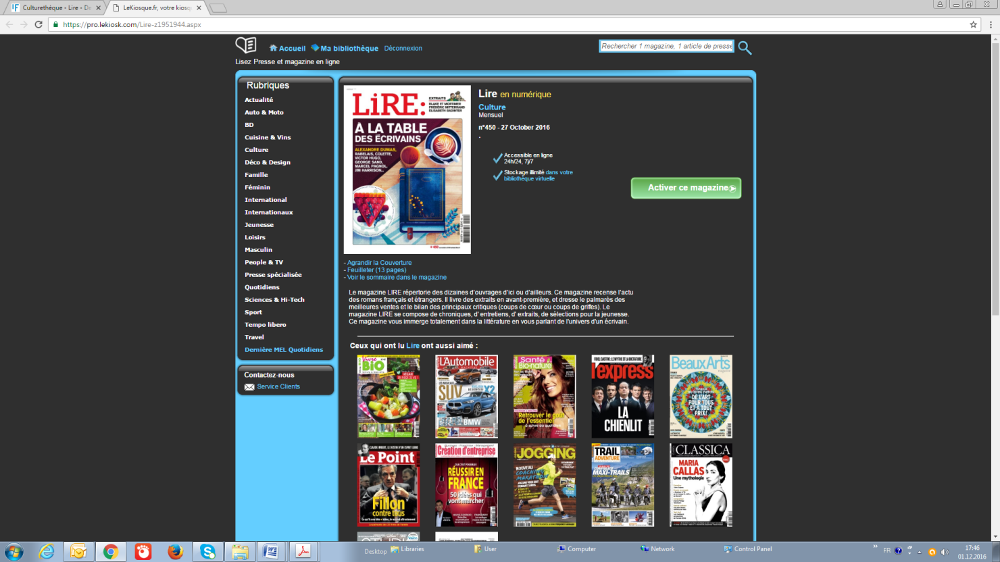 Culturethèque - Lire - De
LeKiosque.fr, votre kiosq
https://pro.lekiosk.com/Lire-z1951944.aspx
Accueil
Ma bibliothèque
Déconnexion
Rechercher 1 magazine, 1 article de presse
Lisez Presse et magazine en ligne
Rubriques
Actualité
Auto & Moto
BD
Cuisine & Vins
Culture
Déco & Design
Famille
Féminin
International
Internationaux
Jeunesse
Loisirs
Masculin
People & TV
Presse spécialisée
Quotidiens
Sciences & Hi-Tech
Sport
Tempo libero
Travel
Dernière MEL Quotidiens
Contactez-nous
Service Clients
LiRE:
EXTRAITS
BLAKE ET MORTIMER
FRÉDÉRIC MITTERRAND
ÉLISABETH BADINTER
À LA TABLE
DES ÉCRIVAINS
ALEXANDRE DUMAS,
RABELAIS, COLETTE,
VICTOR HUGO,
GEORGE SAND,
MARCEL PAGNOL,
JIM HARRISON...
Lire en numérique
Culture
Mensuel
n°450 - 27 October 2016
.
Accessible en ligne
24h/24, 7j/7
Stockage illimité dans votre
bibliothèque virtuelle
Activer ce magazine
- Agrandir la Couverture
- Feuilleter (13 pages)
- Voir le sommaire dans le magazine
Le magazine LIRE répertorie des dizaines d'ouvrages d'ici ou d'ailleurs. Ce magazine recense l'actu
des romans français et étrangers. Il livre des extraits en avant-première, et dresse le palmarès des
meilleures ventes et le bilan des principaux critiques (coups de cœur ou coups de griffes). Le
magazine LIRE se compose de chroniques, d' entretiens, d' extraits, de sélections pour la jeunesse.
Ce magazine vous immerge totalement dans la littérature en vous parlant de l'univers d'un écrivain.
Ceux qui ont lu Lire ont aussi aimé :
Vivre
BiO
L'Automobile
SUV
X2
BMW
Santé
Bio-nature
Retrouver le goût
de l'essentiel
FIDEL CASTRO: LE MYTHE ET LA DICTATURE
l'express
LA
CHIENLIT
BeauxArts
DE L'ART
POUR TOUS
ET À TOUT
PRIX!
Le Point
Fillon
contre tous
Création d'entreprise
RÉUSSIR EN
FRANCE
50 idées qui
vont marcher
JOGGING
NOUVEAU
COACHING
MARATHON
TRAIL
ADVENTURE
MAXI-TRAILS
CLASSICA
MARIA
CALLAS
Une mythologie
Desktop
Libraries
User
Computer
Network
Control Panel
FR
17:46
01.12.2016